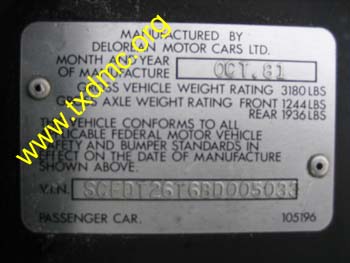 MANUFACTURED BY
DELOREAN MOTOR CARS LTD.
MONTH AND YEAR
OF MANUFACTURE OCT. 81
GROSS VEHICLE WEIGHT RATING 3180 LBS
GROSS AXLE WEIGHT RATING FRONT 1244 LBS
REAR 1936 LBS
THIS VEHICLE CONFORMS TO ALL
APPLICABLE FEDERAL MOTOR VEHICLE
SAFETY AND BUMPER STANDARDS IN
EFFECT ON THE DATE OF MANUFACTURE
SHOWN ABOVE.
V.I.N. SCEDT26T6BD005033
PASSENGER CAR. 105196
www.txdmc.org